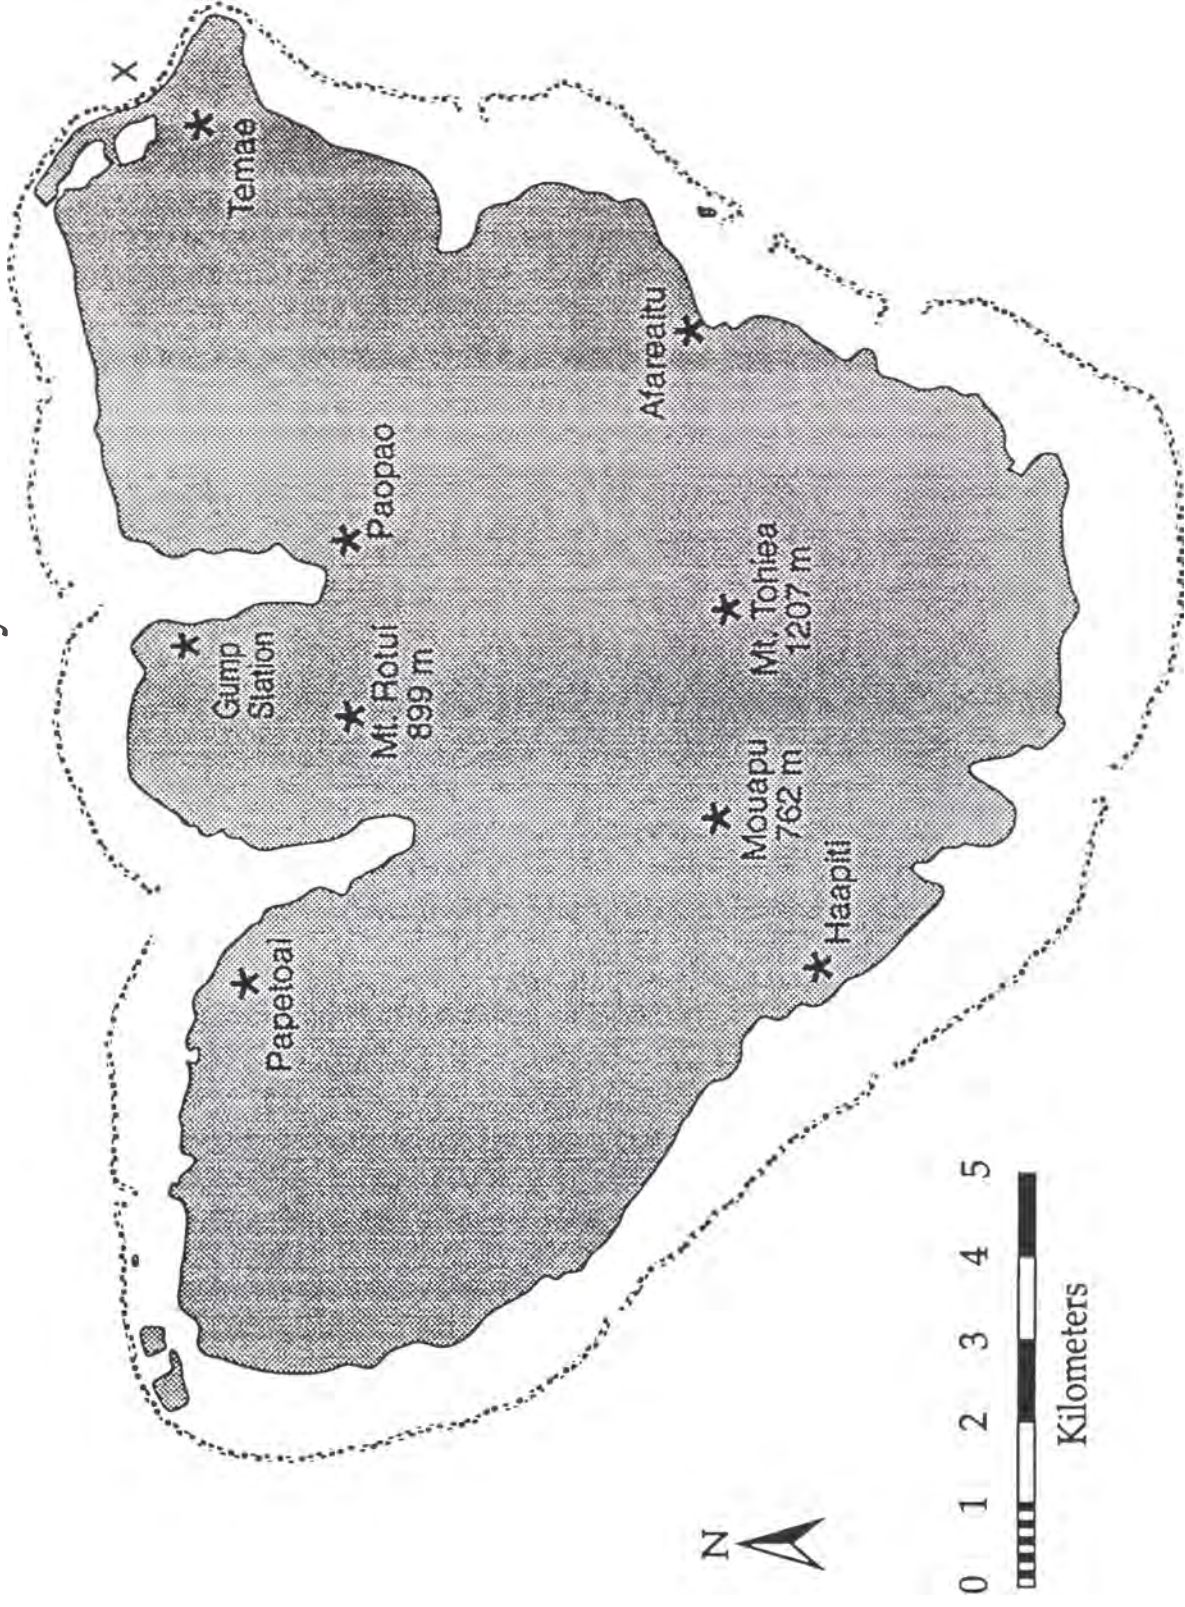 X
Temae
Gump
Station
Paopao
Mt. Rotui
899 m
Papetoai
Afareaitu
Mt. Tohiea
1207 m
Mouapu
762 m
Haapiti
N
0 1 2 3 4 5
Kilometers